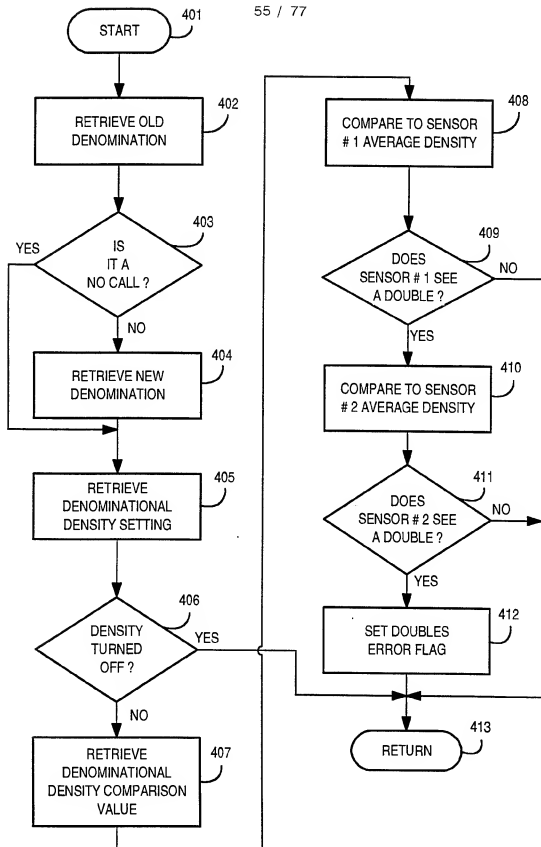 55 / 77
START
401
RETRIEVE OLD
DENOMINATION
402
IS
IT A
NO CALL ?
403
YES
NO
RETRIEVE NEW
DENOMINATION
404
RETRIEVE
DENOMINATIONAL
DENSITY SETTING
405
DENSITY
TURNED
OFF ?
406
YES
NO
RETRIEVE
DENOMINATIONAL
DENSITY COMPARISON
VALUE
407
COMPARE TO SENSOR
# 1 AVERAGE DENSITY
408
DOES
SENSOR # 1 SEE
A DOUBLE ?
409
NO
YES
COMPARE TO SENSOR
# 2 AVERAGE DENSITY
410
DOES
SENSOR # 2 SEE
A DOUBLE ?
411
NO
YES
SET DOUBLES
ERROR FLAG
412
RETURN
413